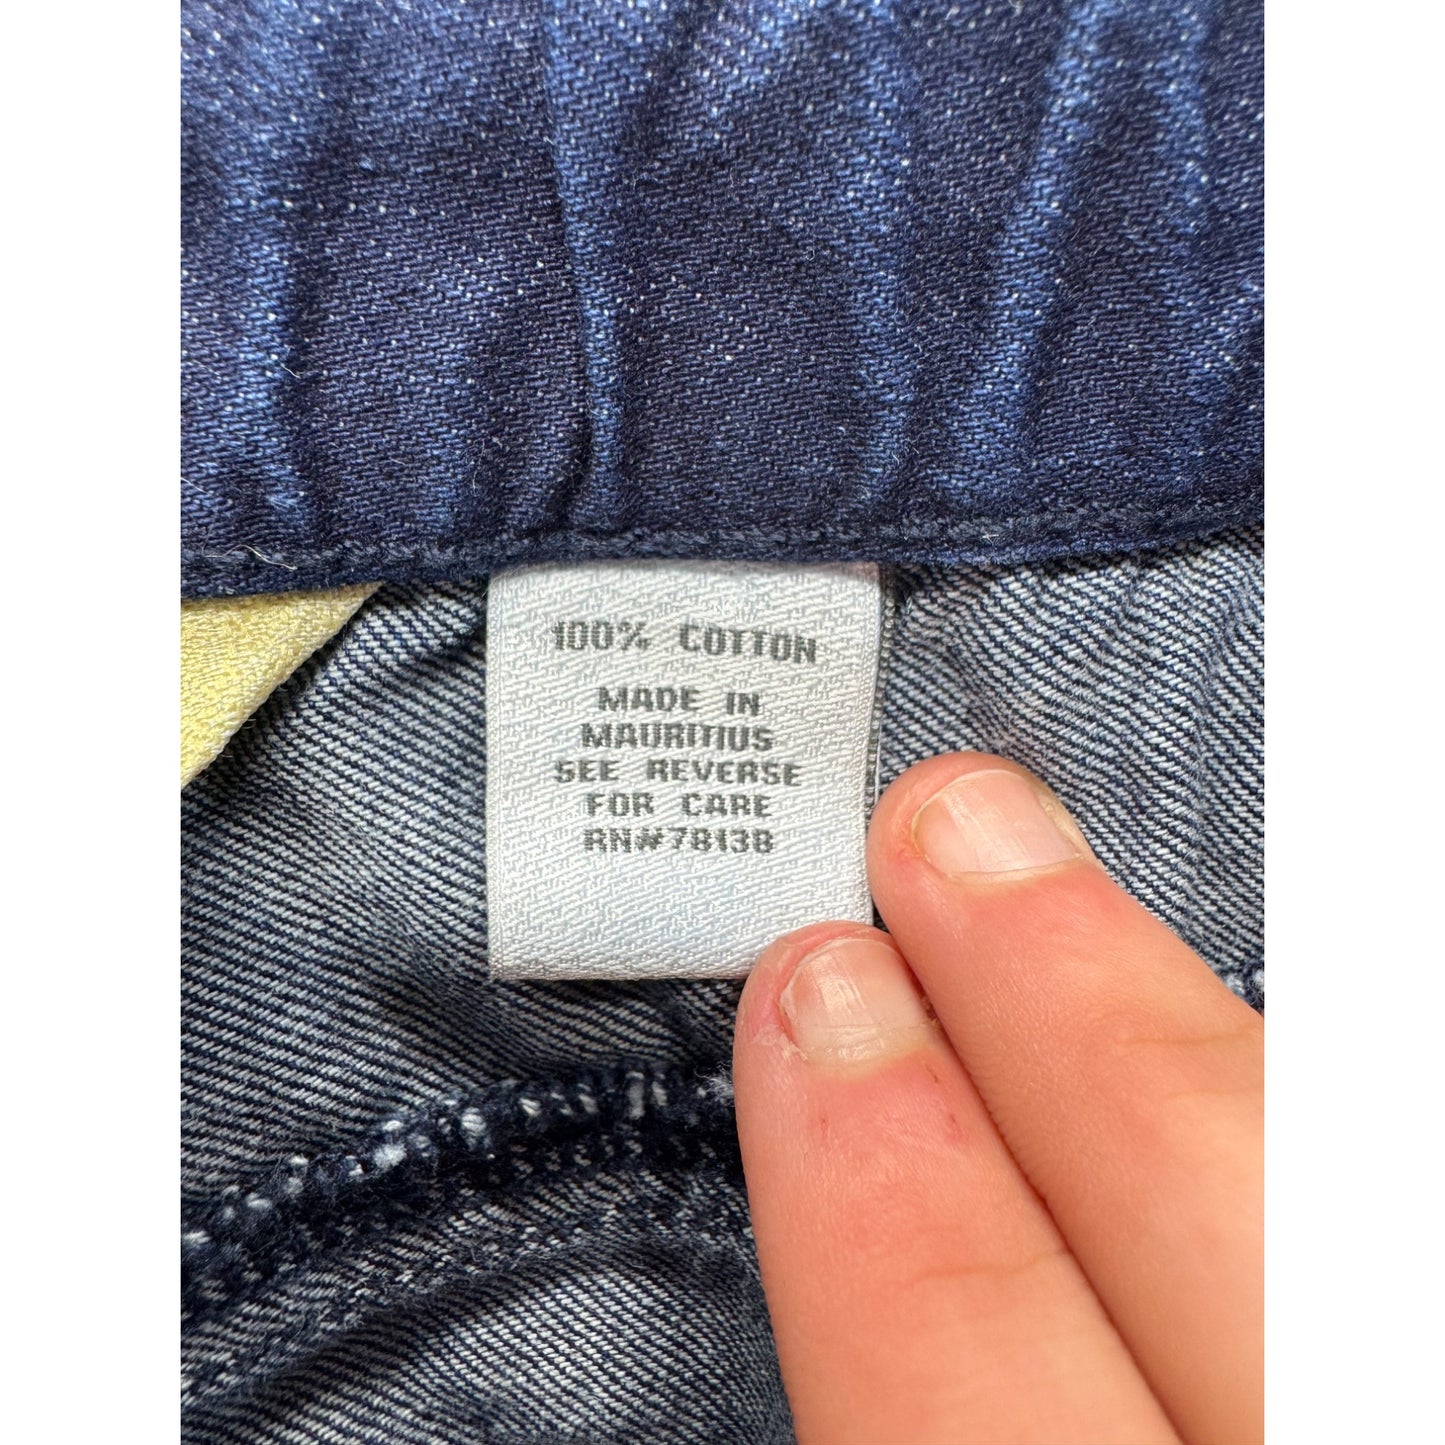 100% COTTON
MADE IN
MAURITIUS
SEE REVERSE
FOR CARE
RN#78138